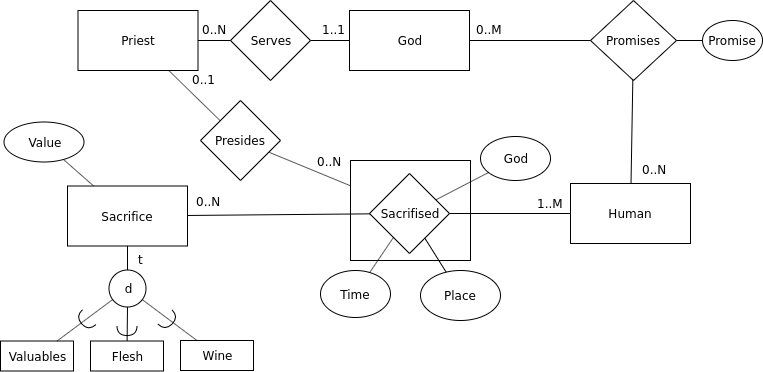 Priest
0..N
Serves
1..1
God
0..M
Promises
Promise
0..1
Presides
Value
0..N
God
0..N
Sacrifice
0..N
Sacrifised
1..M
Human
t
d
Time
Place
Valuables
Flesh
Wine